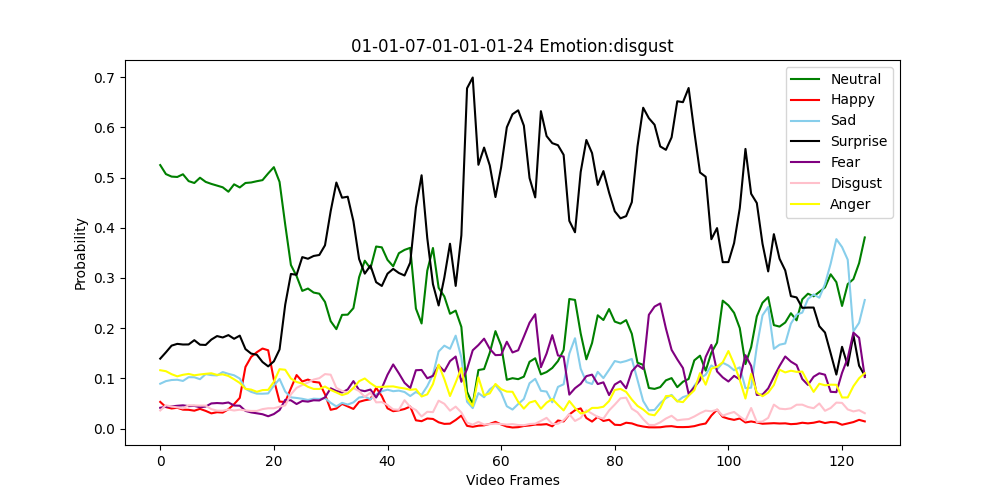 01-01-07-01-01-01-24 Emotion:disgust
0.7
0.6
0.5
0.4
0.3
0.2
0.1
0.0
Probability
Neutral
Happy
Sad
Surprise
Fear
Disgust
Anger
0 20 40 60 80 100 120
Video Frames